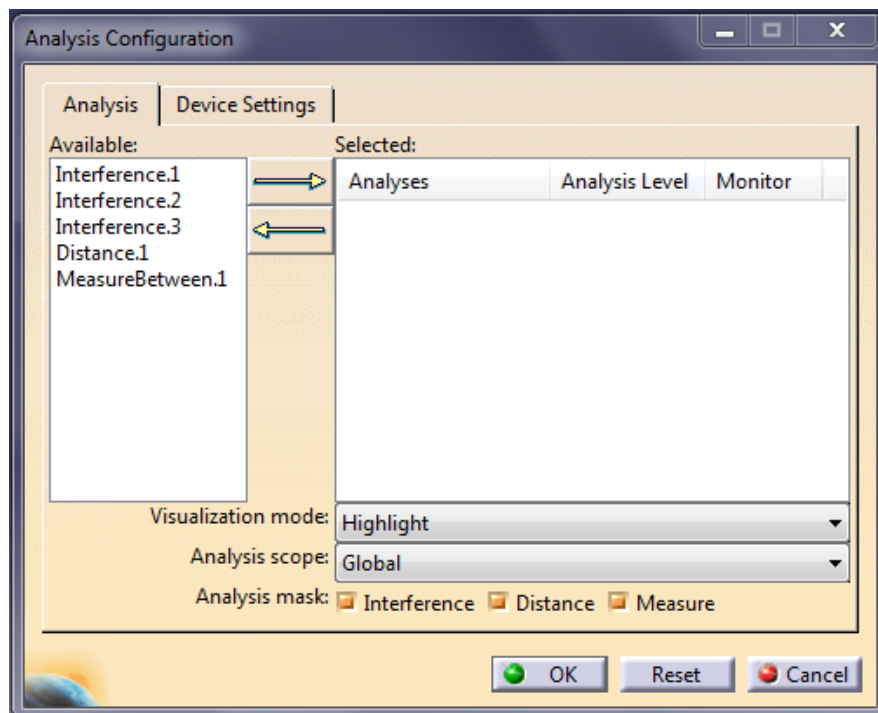 Analysis Configuration
Analysis Device Settings
Available: Selected:
Interference.1
Interference.2
Interference.3
Distance.1
MeasureBetween.1
Analyses Analysis Level Monitor
Visualization mode: Highlight
Analysis scope: Global
Analysis mask: Interference Distance Measure
OK Reset Cancel